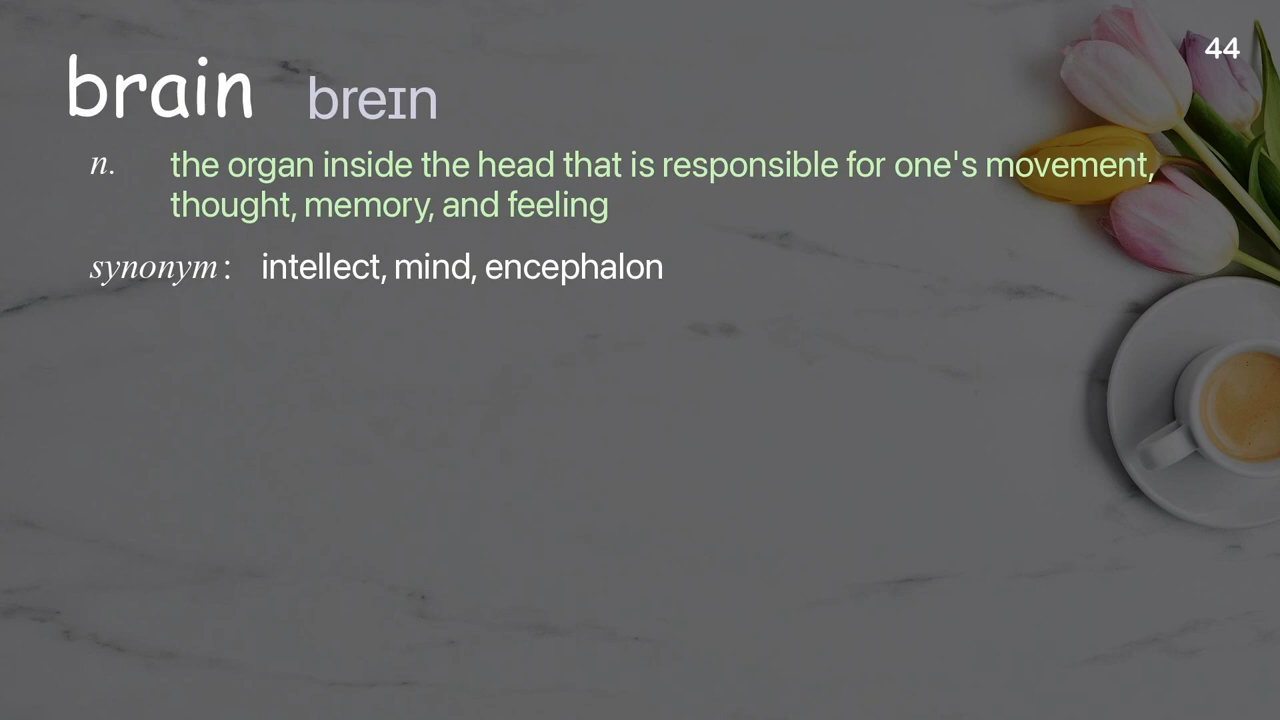 44
brain breɪn
n. the organ inside the head that is responsible for one's movement,
thought, memory, and feeling
synonym: intellect, mind, encephalon